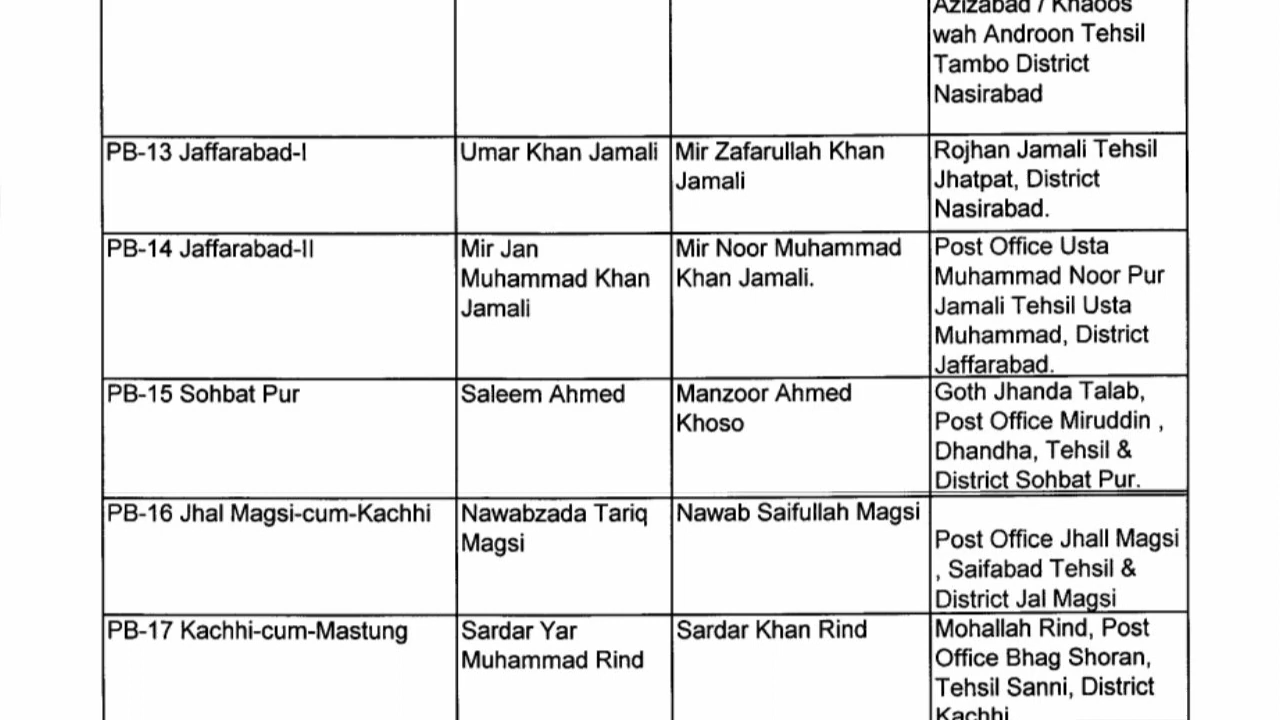 Azizabad / Khabbs
wah Androon Tehsil
Tambo District
Nasirabad
PB-13 Jaffarabad-I
Umar Khan Jamali
Mir Zafarullah Khan
Jamali
Rojhan Jamali Tehsil
Jhatpat, District
Nasirabad.
PB-14 Jaffarabad-II
Mir Jan
Muhammad Khan
Jamali
Mir Noor Muhammad
Khan Jamali.
Post Office Usta
Muhammad Noor Pur
Jamali Tehsil Usta
Muhammad, District
Jaffarabad.
PB-15 Sohbat Pur
Saleem Ahmed
Manzoor Ahmed
Khoso
Goth Jhanda Talab,
Post Office Miruddin ,
Dhandha, Tehsil &
District Sohbat Pur.
PB-16 Jhal Magsi-cum-Kachhi
Nawabzada Tariq
Magsi
Nawab Saifullah Magsi
Post Office Jhall Magsi
, Saifabad Tehsil &
District Jal Magsi
PB-17 Kachhi-cum-Mastung
Sardar Yar
Muhammad Rind
Sardar Khan Rind
Mohallah Rind, Post
Office Bhag Shoran,
Tehsil Sanni, District
Kachhi